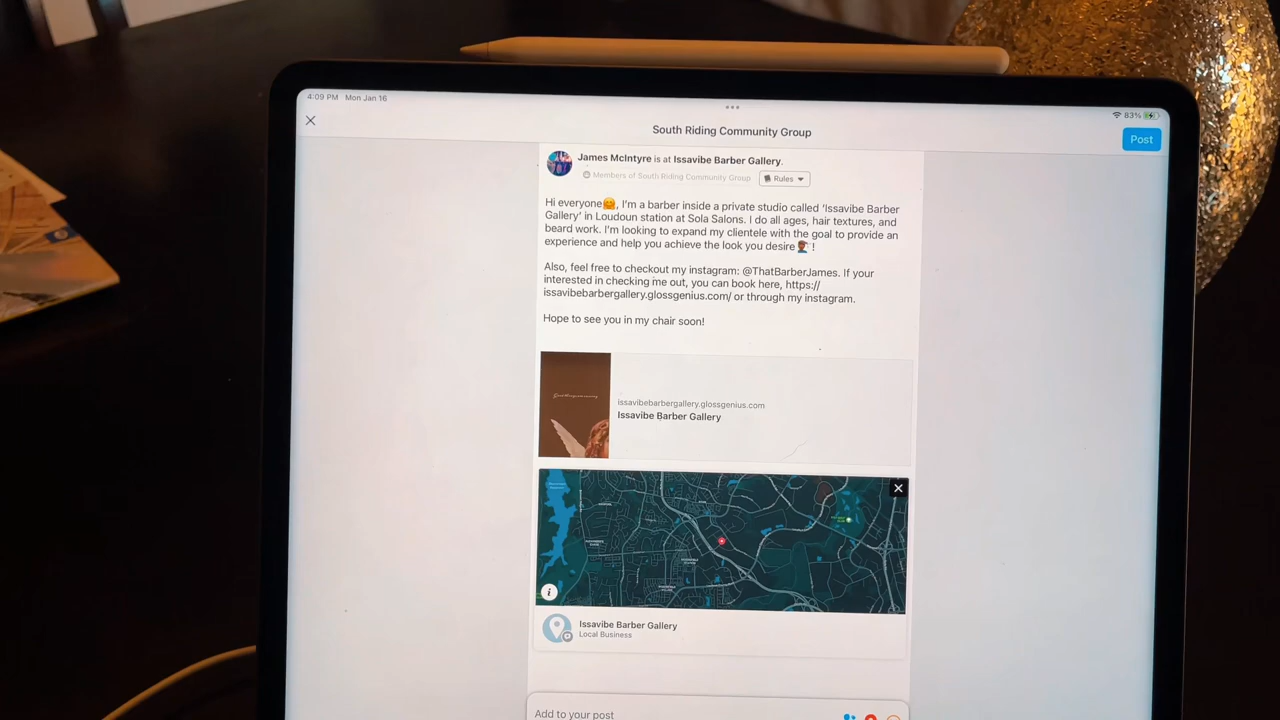 4:09 PM Mon Jan 16
83%
South Riding Community Group
Post
James McIntyre is at Issavibe Barber Gallery.
Members of South Riding Community Group
Rules
Hi everyone🤗, I'm a barber inside a private studio called 'Issavibe Barber
Gallery' in Loudoun station at Sola Salons. I do all ages, hair textures, and
beard work. I'm looking to expand my clientele with the goal to provide an
experience and help you achieve the look you desire💇🏾‍♂️!
Also, feel free to checkout my instagram: @ThatBarberJames. If your
interested in checking me out, you can book here, https://
issavibebarbergallery.glossgenius.com/ or through my instagram.
Hope to see you in my chair soon!
issavibebarbergallery.glossgenius.com
Issavibe Barber Gallery
Issavibe Barber Gallery
Local Business
Add to your post